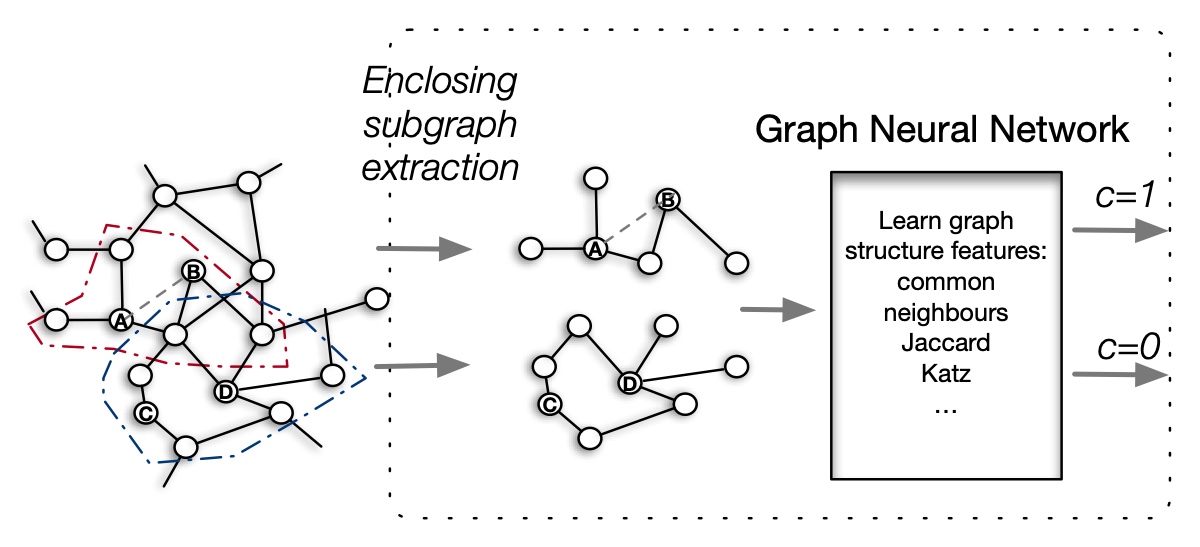 Enclosing
subgraph
extraction
Graph Neural Network
Learn graph
structure features:
common
neighbours
Jaccard
Katz
...
c=1
c=0
B
A
D
C
A
B
D
C